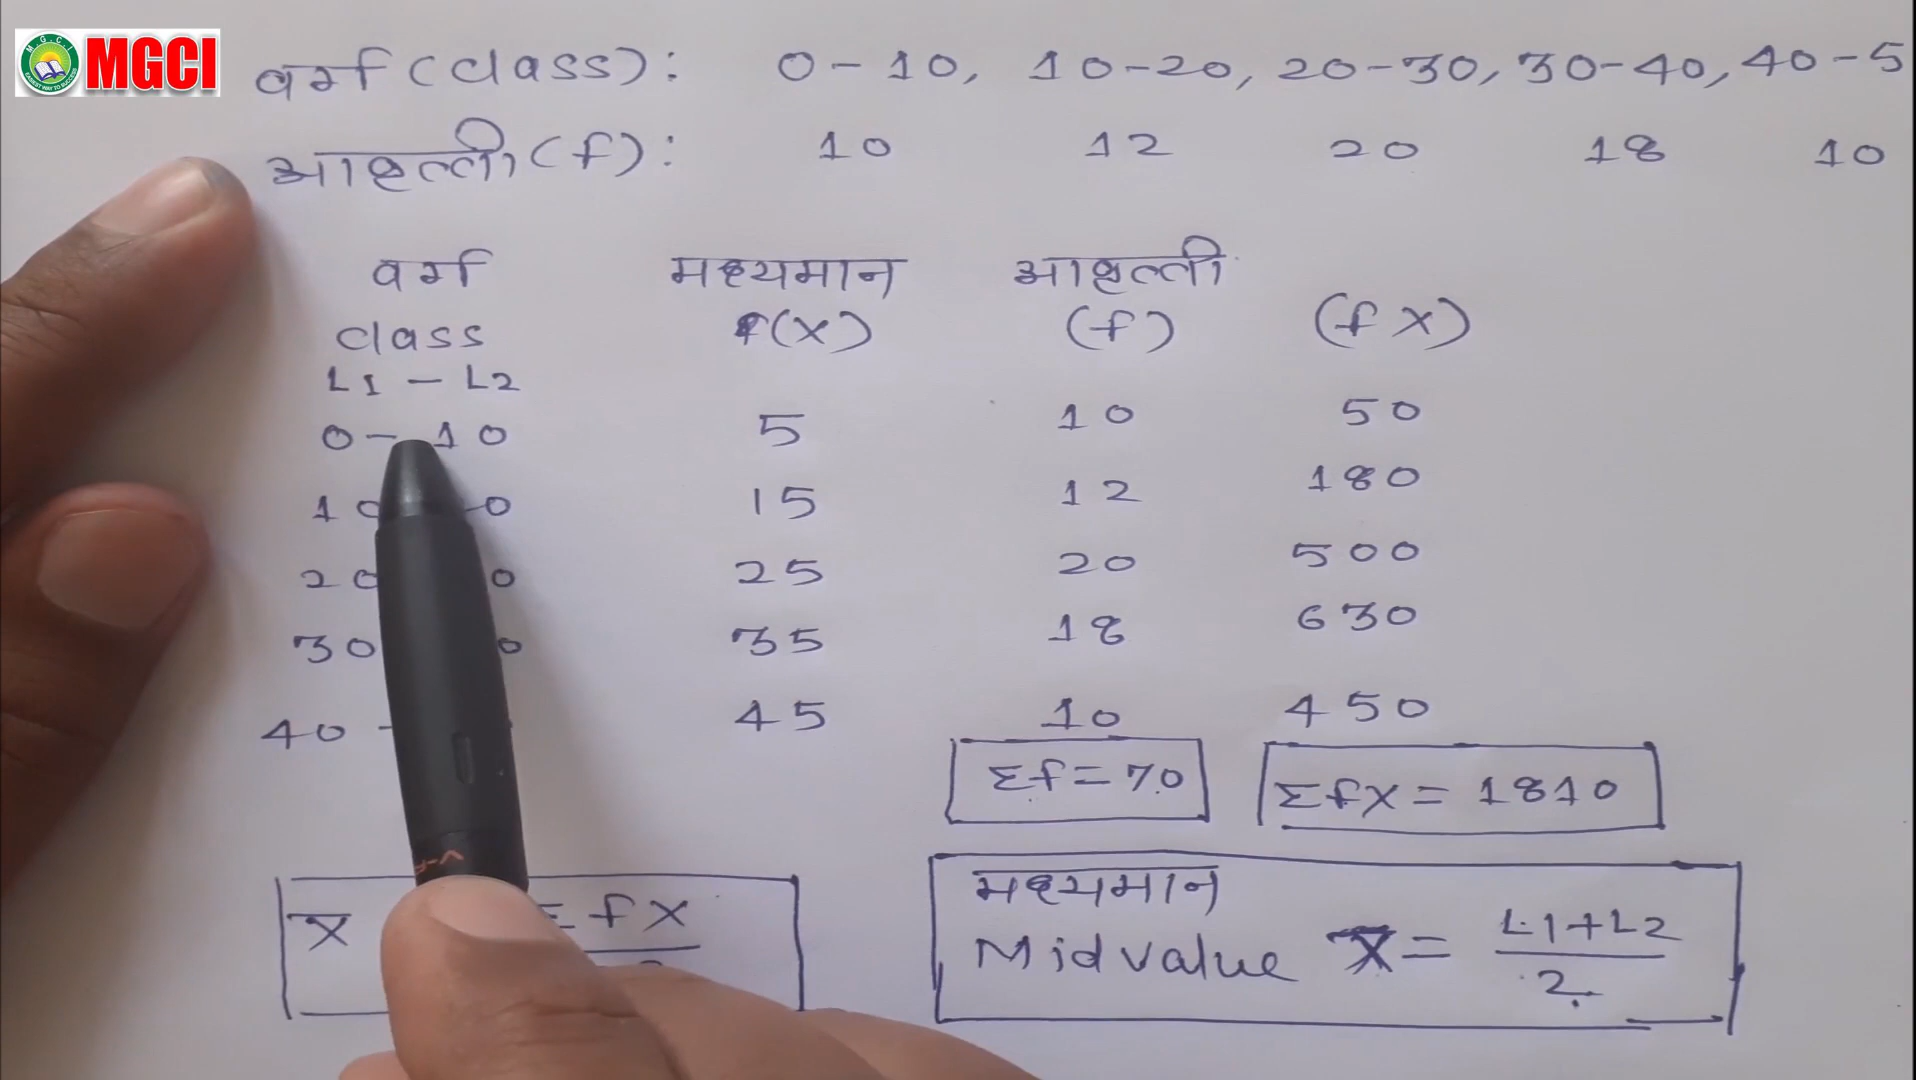 MGCI
वर्ग (class): 0-10, 10-20, 20-30, 30-40, 40-5
आवृत्ती (f): 10 12 20 18 10
वर्ग मध्यमान आवृत्ती
class f(x) (f) (fx)
L1 - L2
0-10 5 10 50
15 12 180
25 20 500
35 18 630
40 - 45 10 450
Σf=70 Σfx = 1810
मध्यमान
x̄ Σfx
Mid value x̄ = L1+L2
2